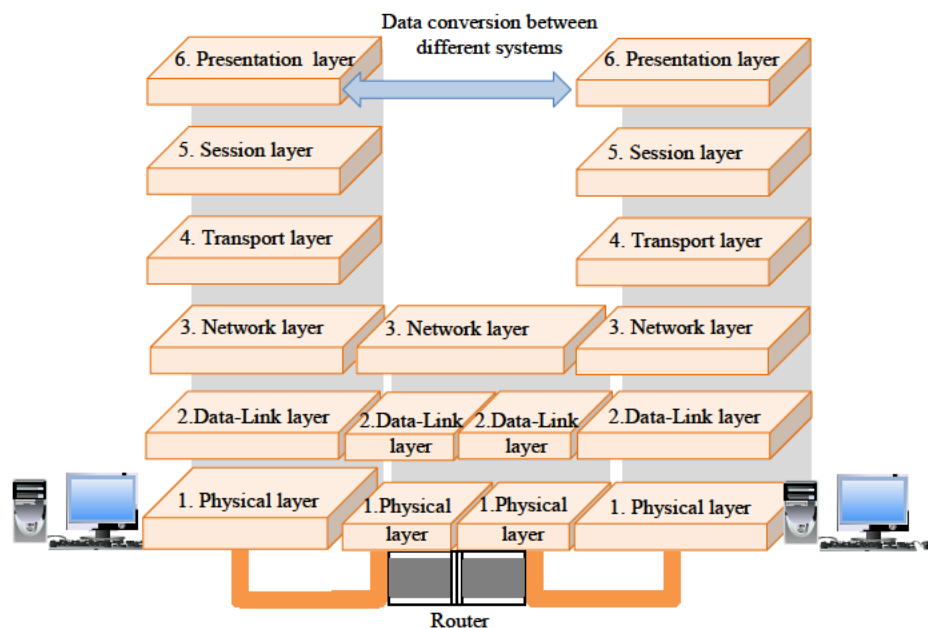 Data conversion between
different systems
6. Presentation layer
6. Presentation layer
5. Session layer
5. Session layer
4. Transport layer
4. Transport layer
3. Network layer
3. Network layer
3. Network layer
2.Data-Link layer
2.Data-Link
layer
2.Data-Link
layer
2.Data-Link layer
1. Physical layer
1.Physical
layer
1.Physical
layer
1. Physical layer
Router